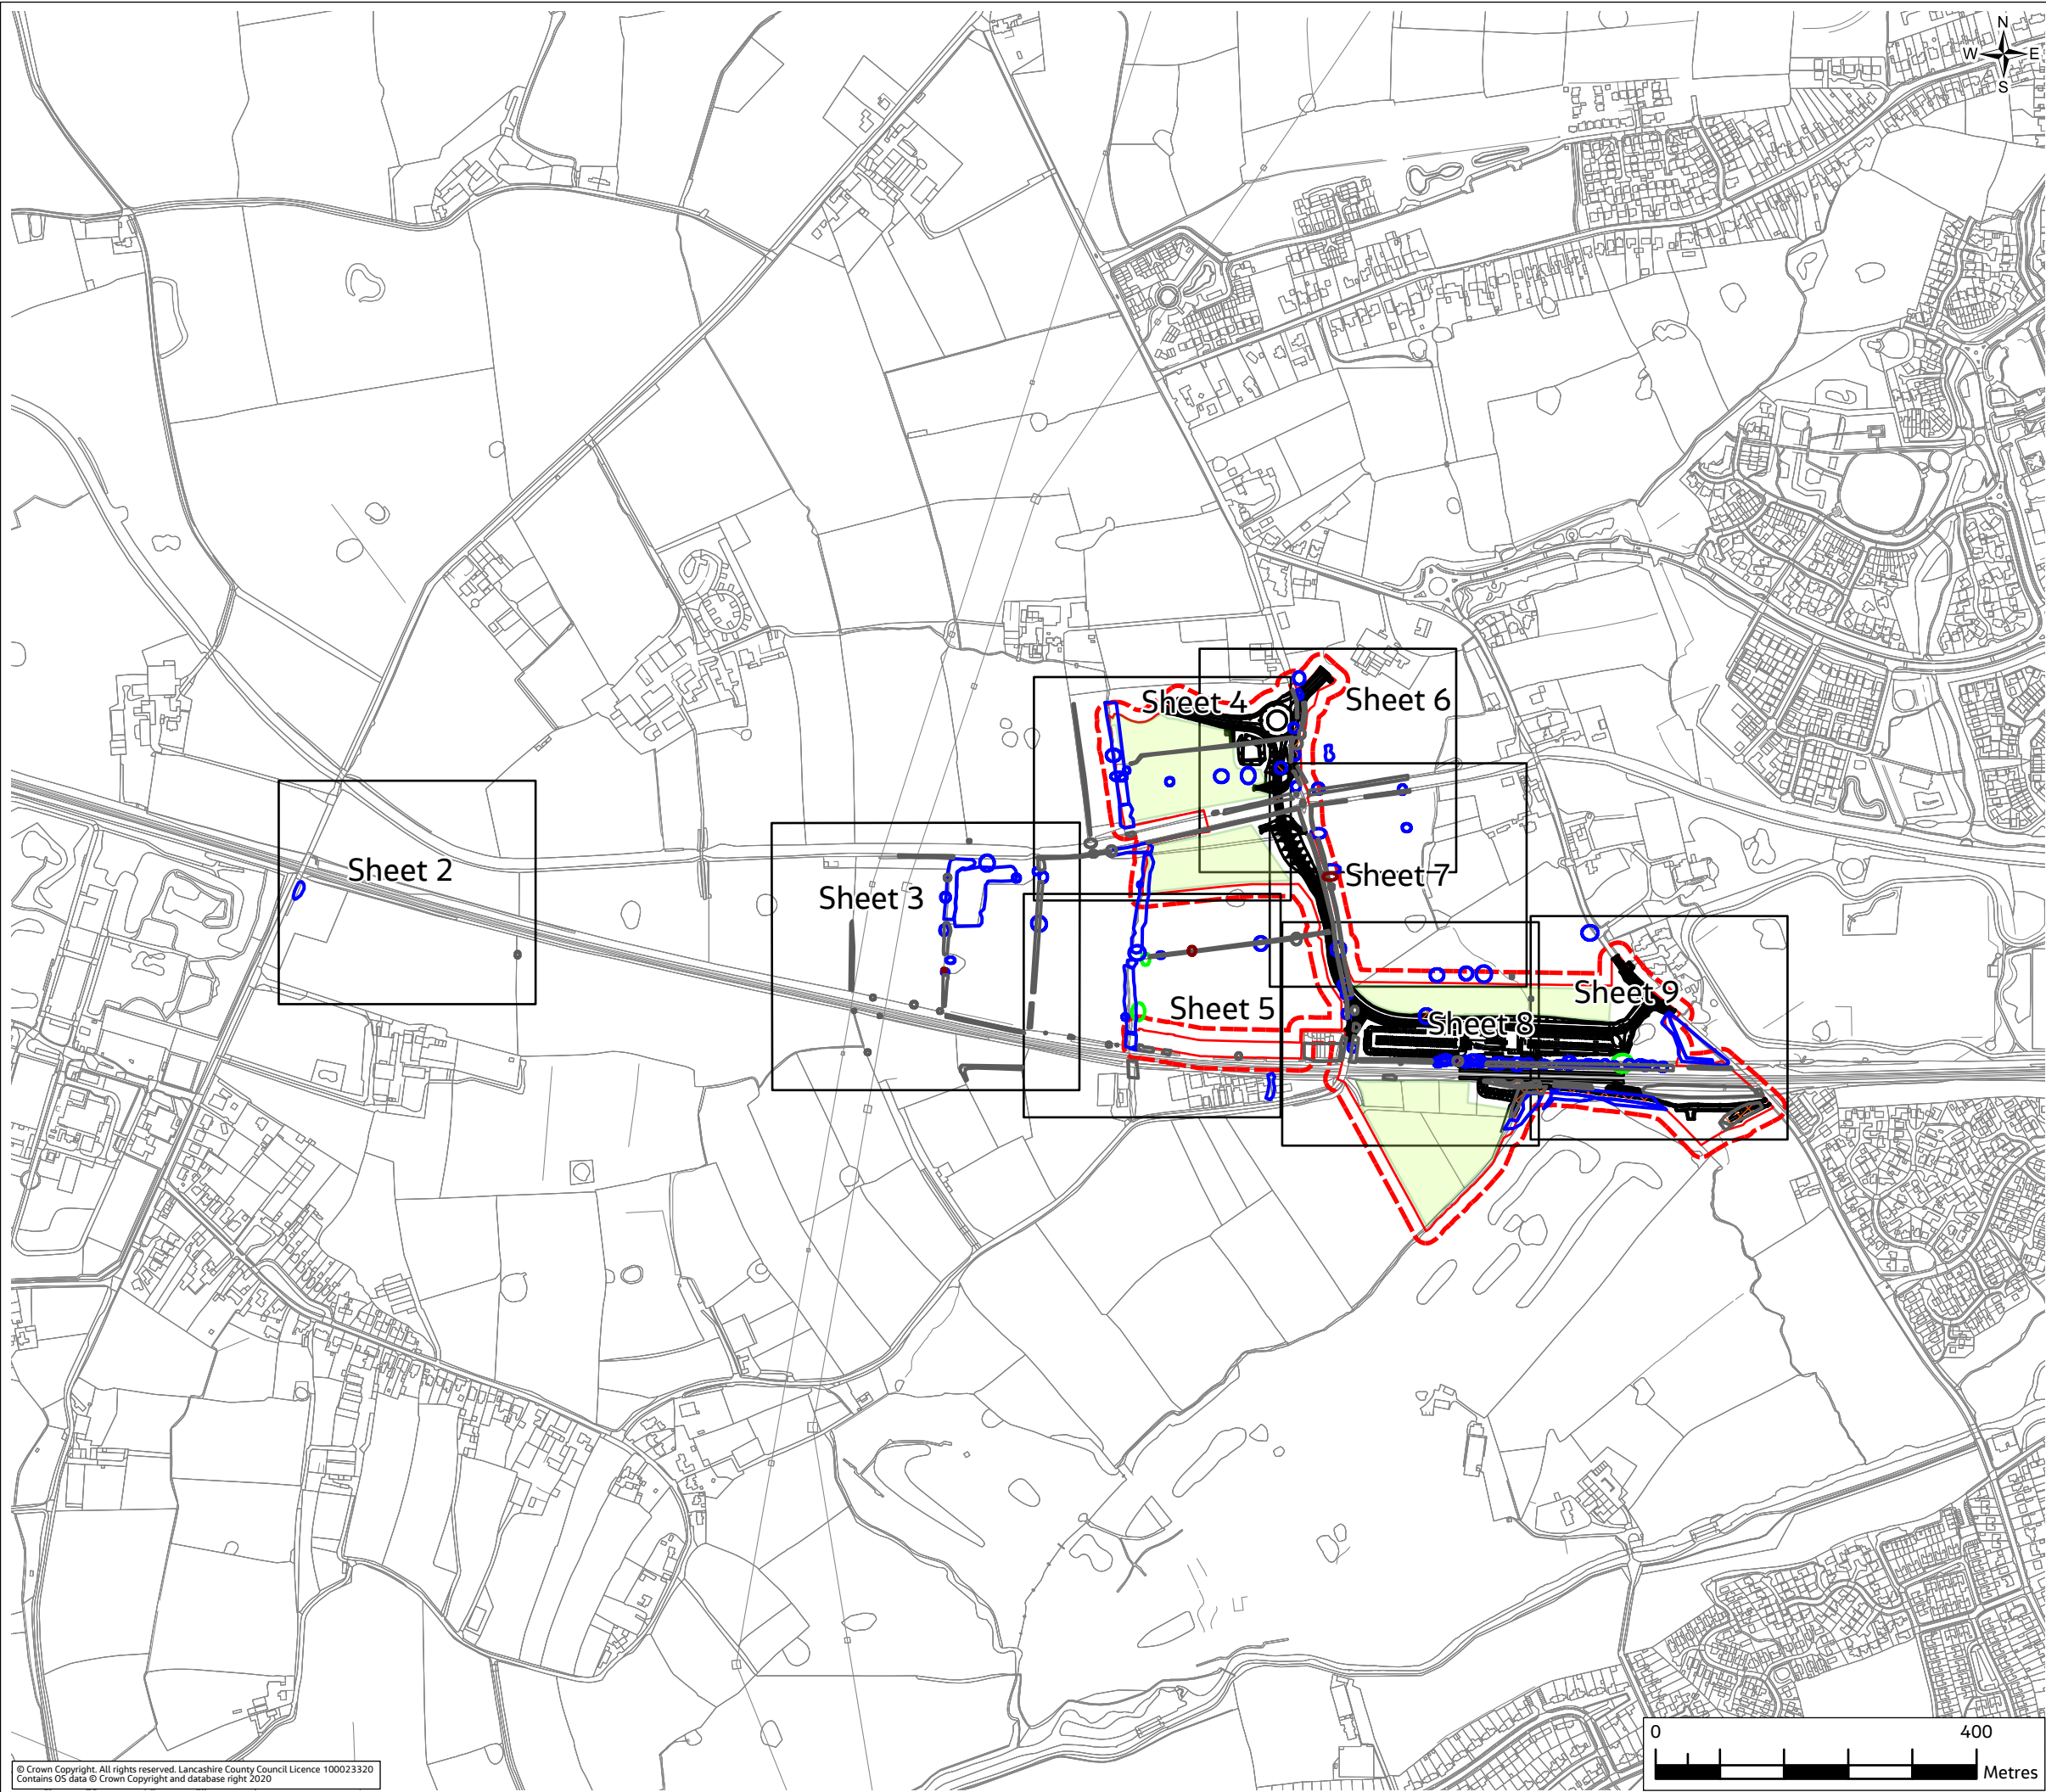 N
W E
S
Sheet 4
Sheet 6
Sheet 2
Sheet 3
Sheet 7
Sheet 5
Sheet 9
Sheet 8
0 400
Metres
© Crown Copyright. All rights reserved. Lancashire County Council Licence 100023320
Contains OS data © Crown Copyright and database right 2020